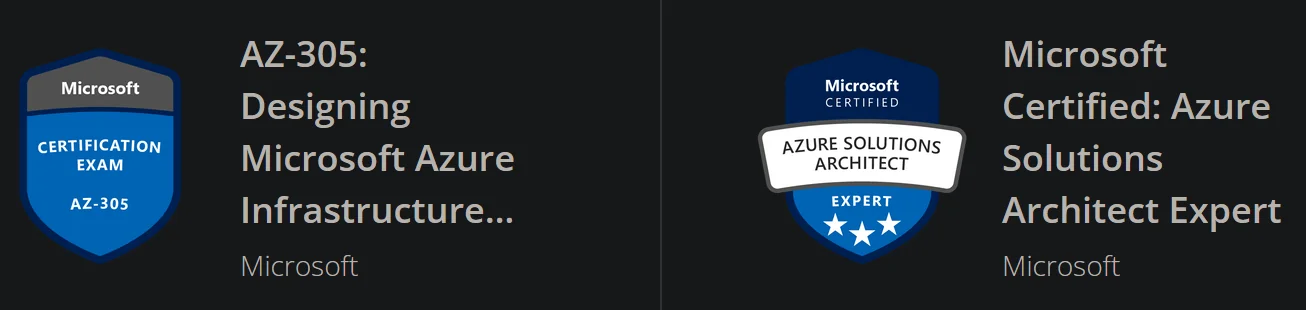 Microsoft
CERTIFICATION
EXAM
AZ-305
AZ-305:
Designing
Microsoft Azure
Infrastructure...
Microsoft
Microsoft
CERTIFIED
AZURE SOLUTIONS
ARCHITECT
EXPERT
Microsoft
Certified: Azure
Solutions
Architect Expert
Microsoft